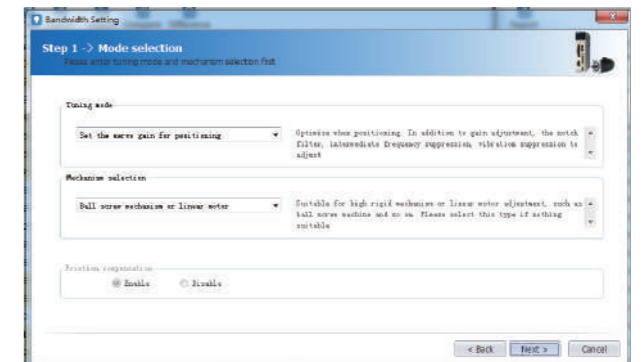 Bandwidth Setting
Step 1 -> Mode selection
Please enter tuning mode and mechanism selection first
Tuning mode
Set the servo gain for positioning
Optimize when positioning. In addition to gain adjustment, the notch
filter, intermediate frequency suppression, vibration suppression to
adjust
Mechanism selection
Ball screw mechanism or linear motor
Suitable for high rigid mechanism or linear motor adjustment, such as
ball screw machine and so on. Please select this type if nothing
suitable
Friction compensation
Enable
Disable
< Back
Next >
Cancel